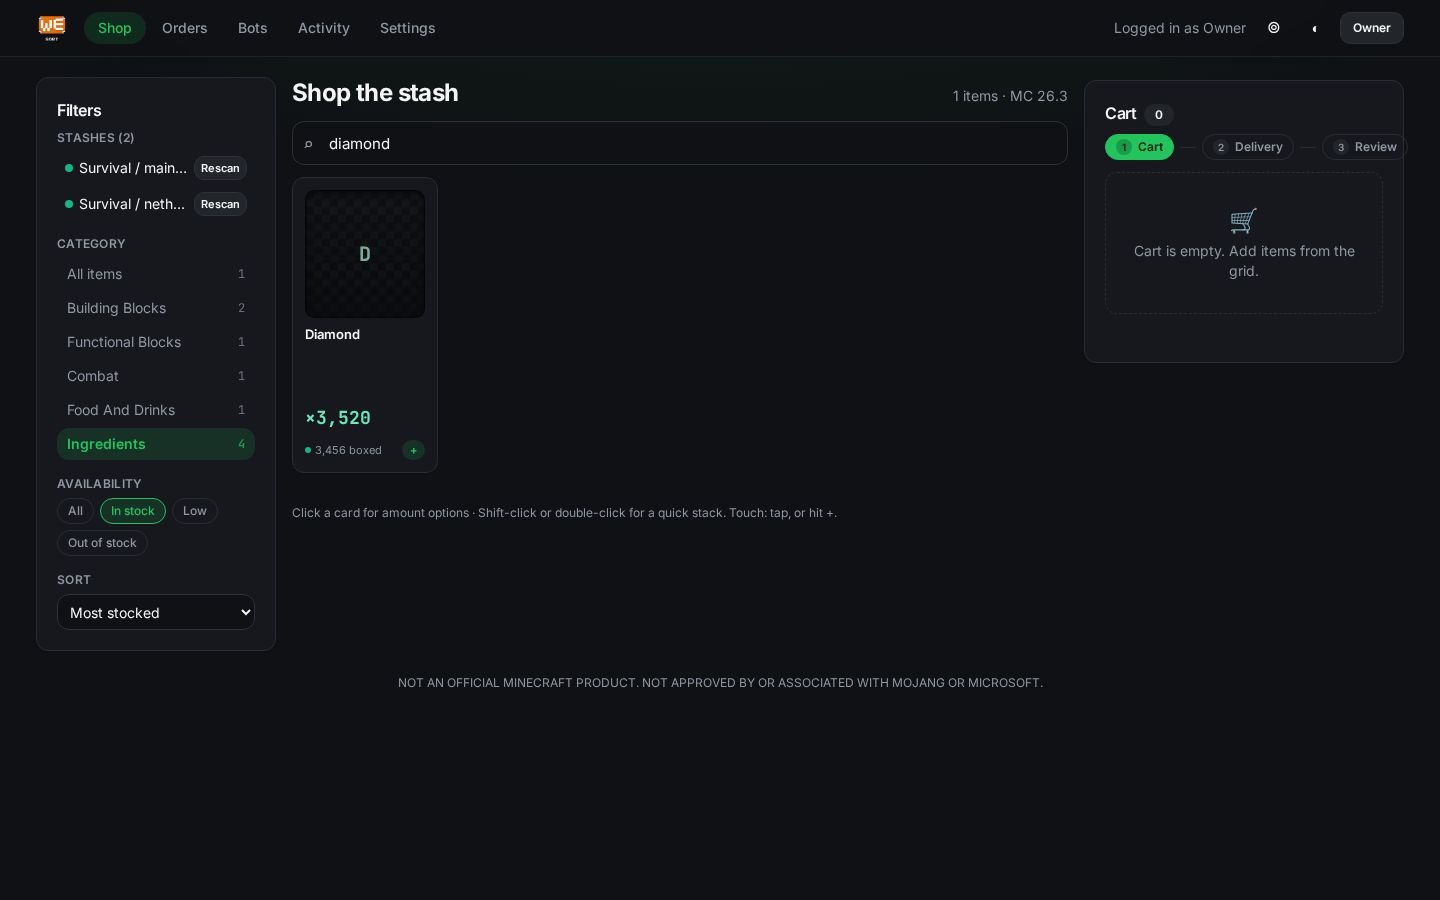 WE
SORT
Shop
Orders
Bots
Activity
Settings
Logged in as Owner
Owner
Filters
STASHES (2)
Survival / main...
Rescan
Survival / neth...
Rescan
CATEGORY
All items 1
Building Blocks 2
Functional Blocks 1
Combat 1
Food And Drinks 1
Ingredients 4
AVAILABILITY
All
In stock
Low
Out of stock
SORT
Most stocked
Shop the stash
1 items · MC 26.3
diamond
D
Diamond
×3,520
3,456 boxed
+
Click a card for amount options · Shift-click or double-click for a quick stack. Touch: tap, or hit +.
Cart 0
1 Cart
2 Delivery
3 Review
Cart is empty. Add items from the
grid.
NOT AN OFFICIAL MINECRAFT PRODUCT. NOT APPROVED BY OR ASSOCIATED WITH MOJANG OR MICROSOFT.